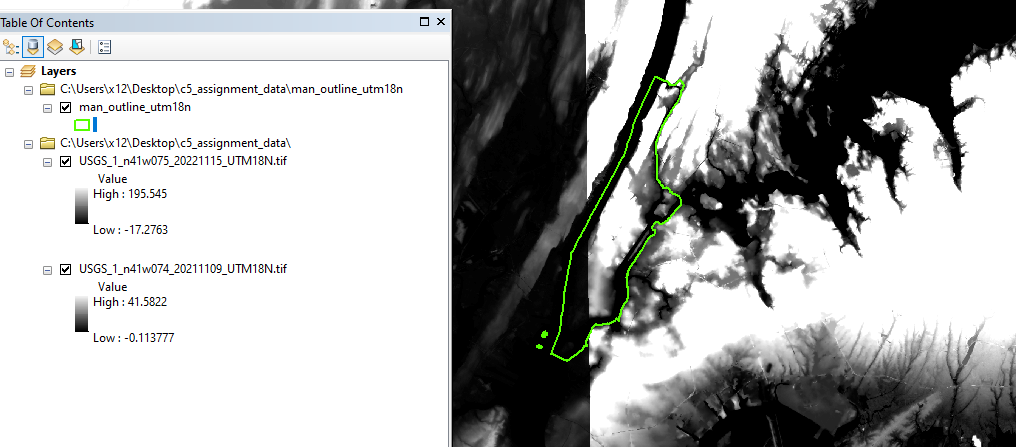 Table Of Contents
Layers
C:\Users\x12\Desktop\c5_assignment_data\man_outline_utm18n
man_outline_utm18n
C:\Users\x12\Desktop\c5_assignment_data\
USGS_1_n41w075_20221115_UTM18N.tif
Value
High : 195.545
Low : -17.2763
USGS_1_n41w074_20211109_UTM18N.tif
Value
High : 41.5822
Low : -0.113777